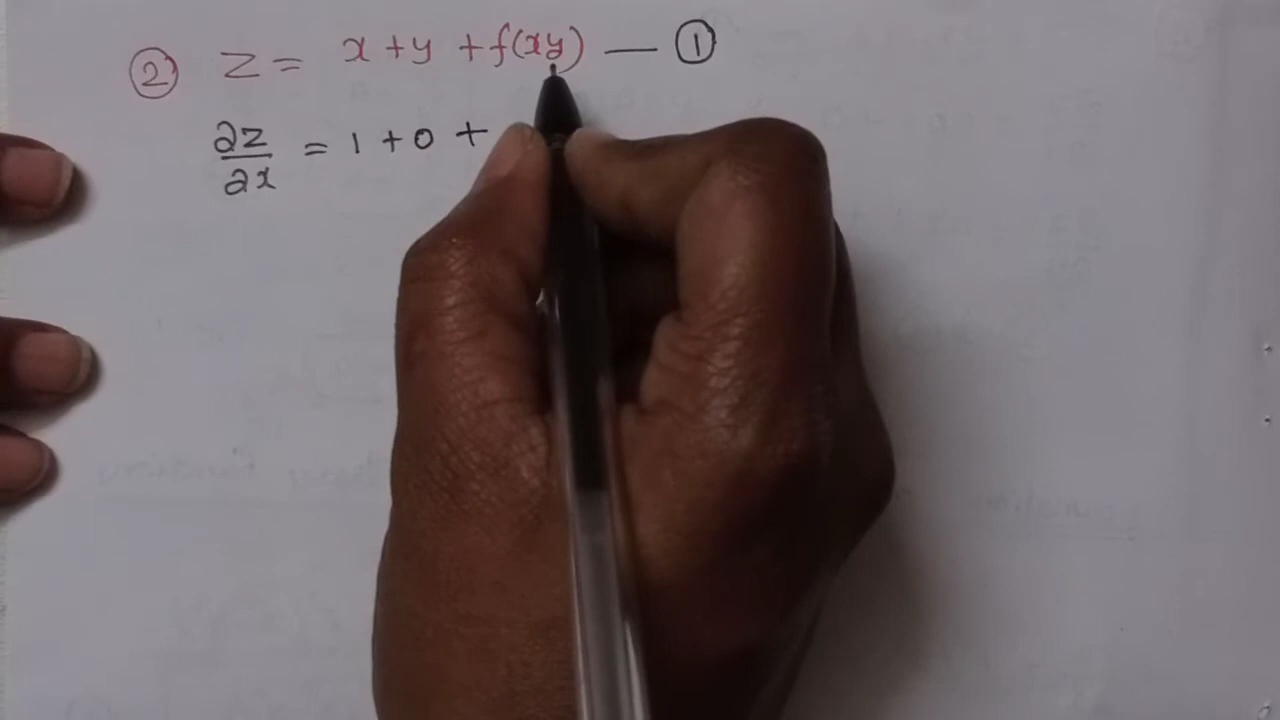 ② z = x + y + f(xy) — ①
∂z/∂x = 1 + 0 +